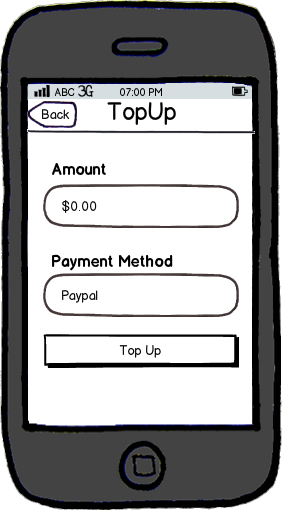 ABC 3G 07:00 PM
Back TopUp
Amount
$0.00
Payment Method
Paypal
Top Up